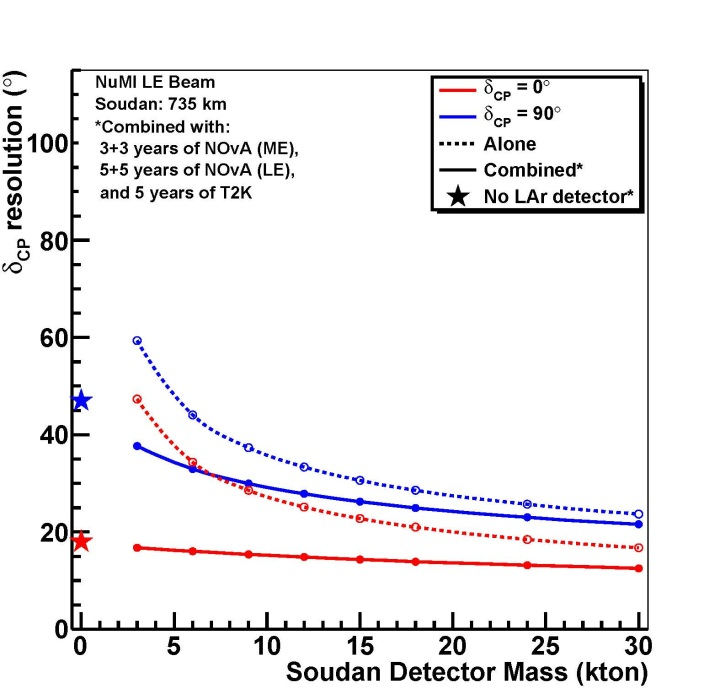 NuMI LE Beam
Soudan: 735 km
*Combined with:
3+3 years of NOvA (ME),
5+5 years of NOvA (LE),
and 5 years of T2K
δCP = 0°
δCP = 90°
Alone
Combined*
No LAr detector*
δCP resolution (°)
100
80
60
40
20
0
0 5 10 15 20 25 30
Soudan Detector Mass (kton)